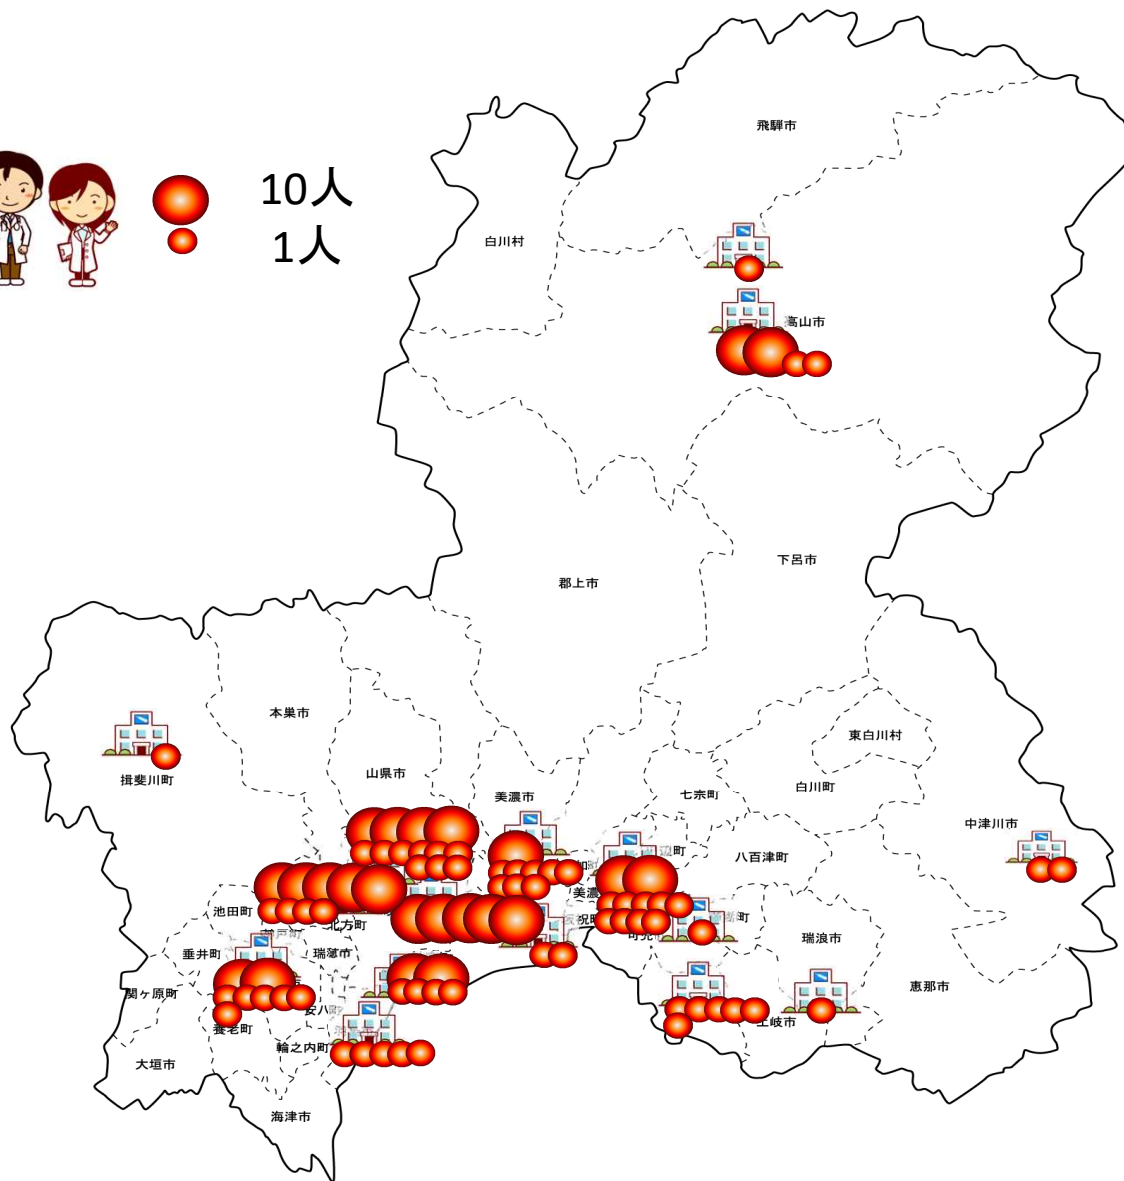 10人
1人
飛騨市
白川村
高山市
下呂市
郡上市
本巣市
東白川村
揖斐川町
山県市
白川町
七宗町
美濃市
中津川市
八百津町
池田町
北方町
瑞浪市
垂井町
瑞穂市
恵那市
関ヶ原町
土岐市
養老町
輪之内町
大垣市
海津市